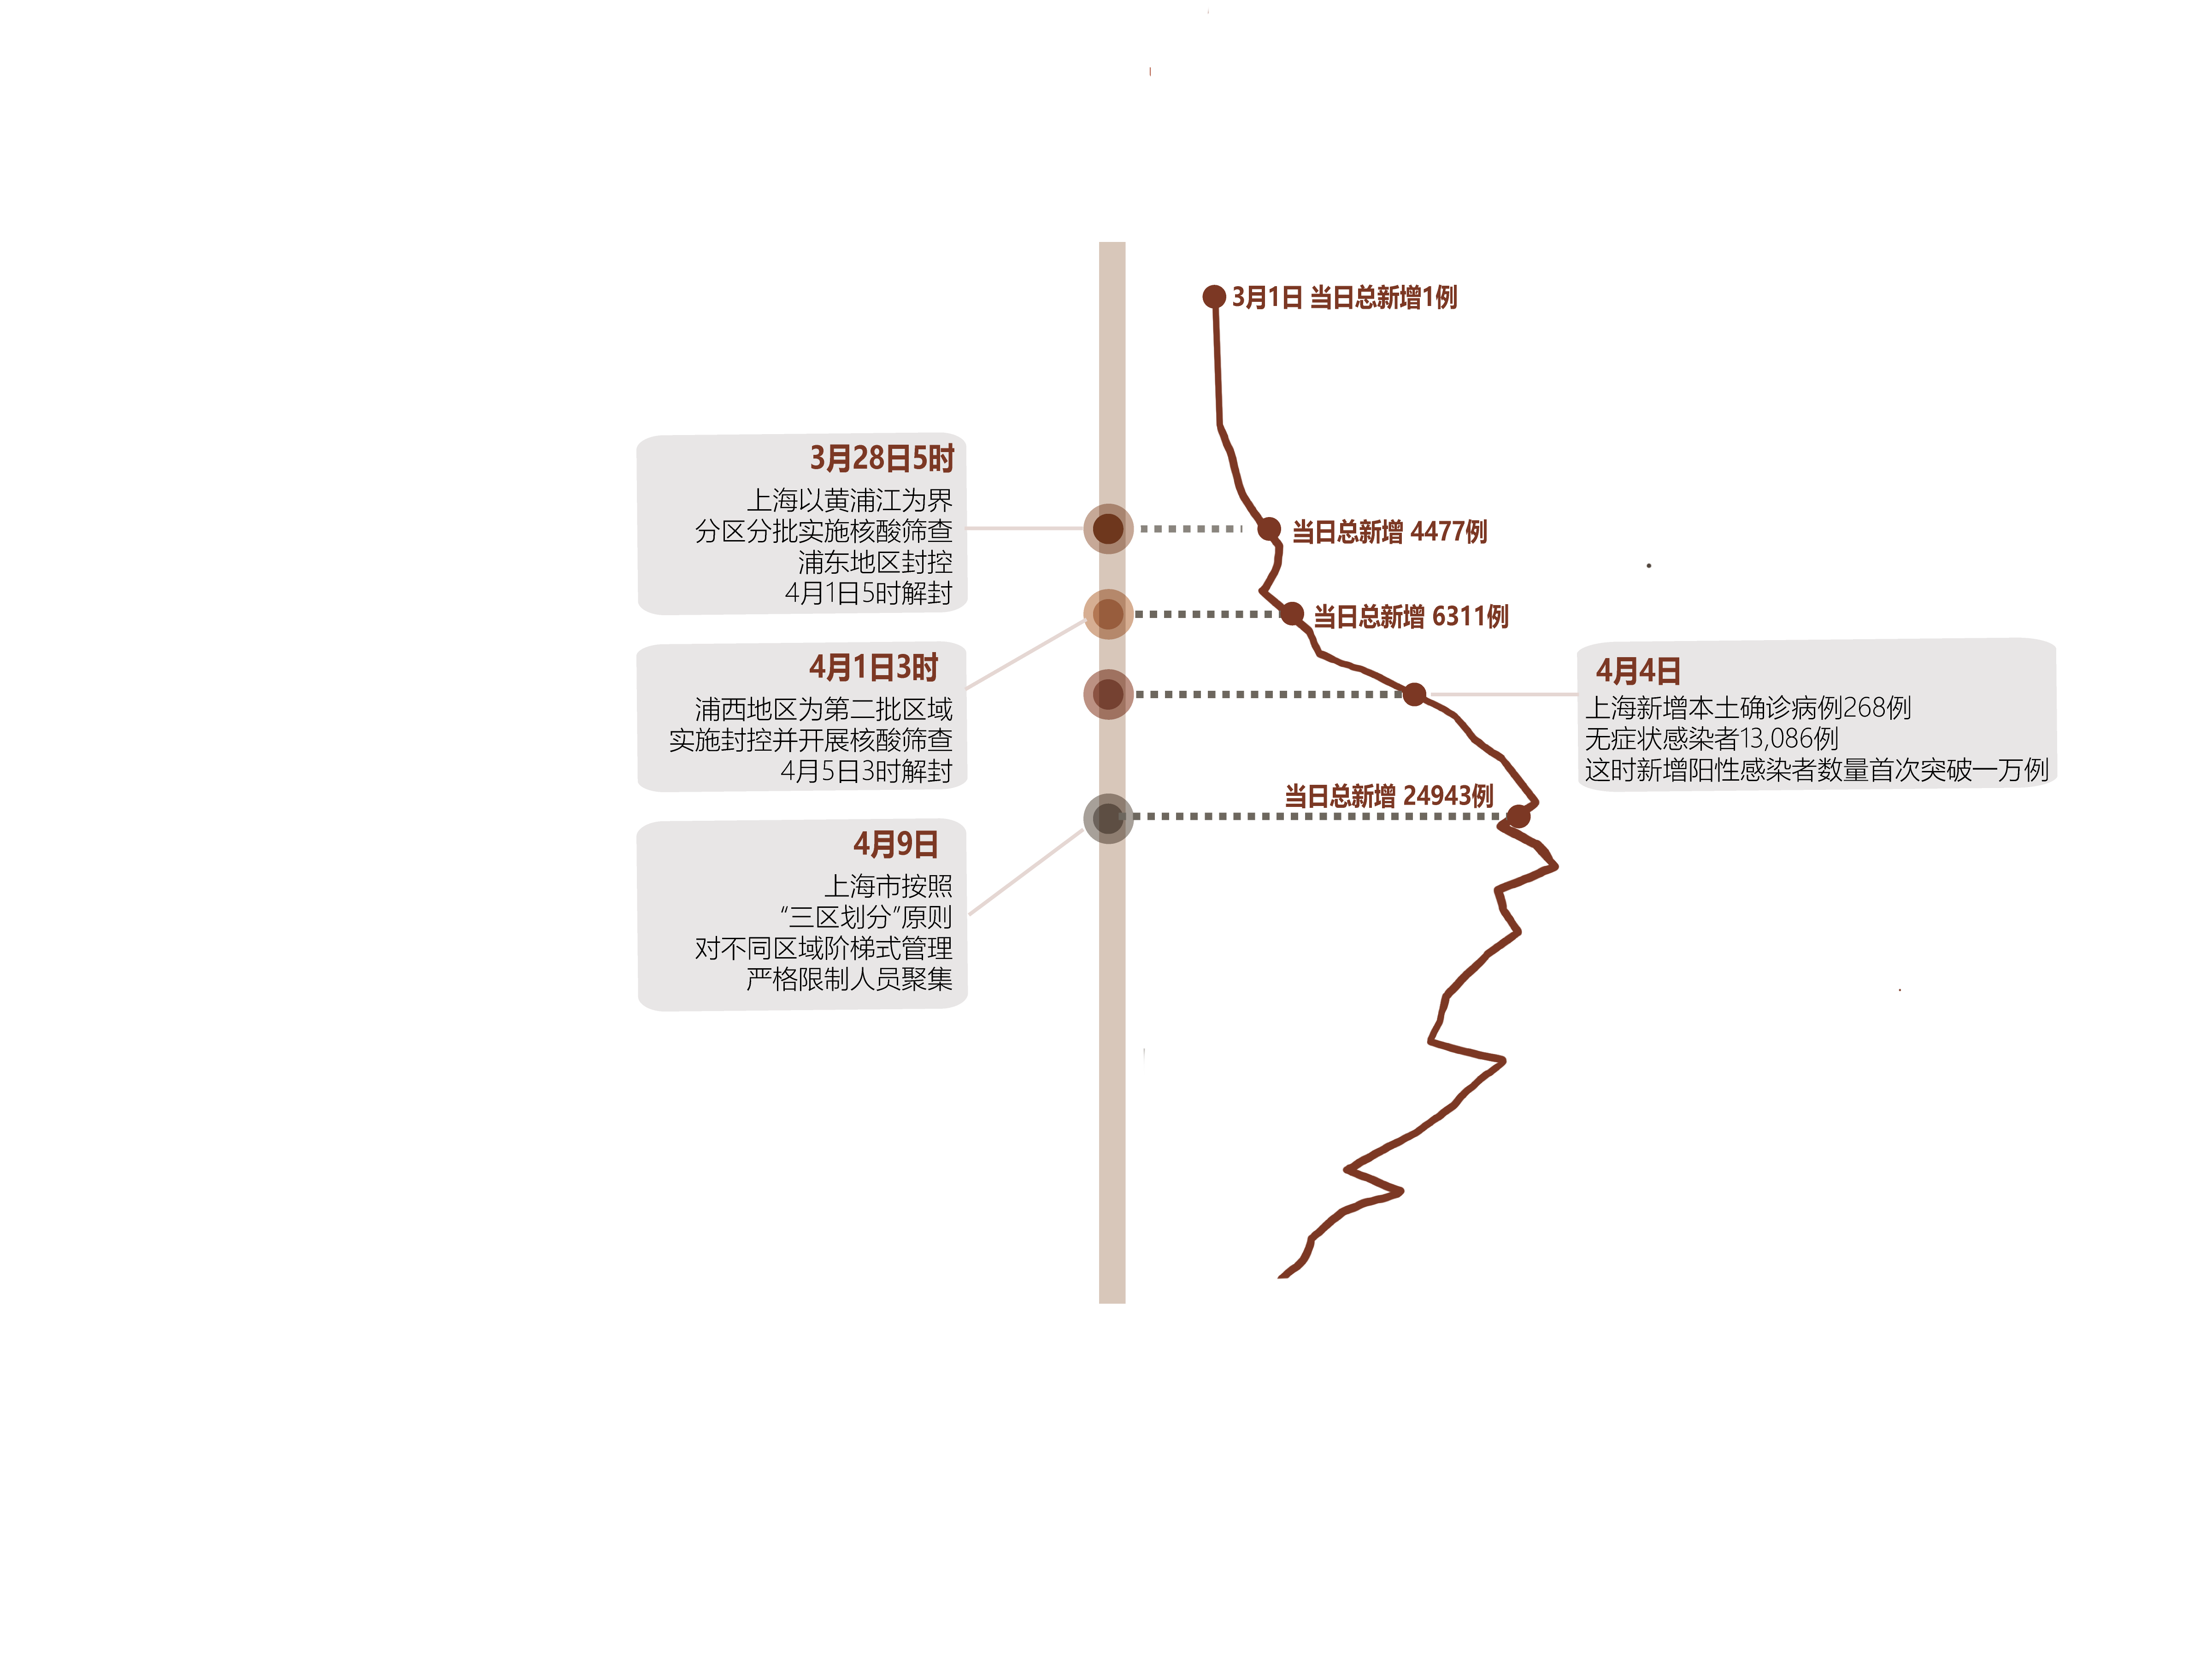 3月1日 当日总新增1例
3月28日5时
上海以黄浦江为界
分区分批实施核酸筛查
浦东地区封控
4月1日5时解封
当日总新增 4477例
4月1日3时
浦西地区为第二批区域
实施封控并开展核酸筛查
4月5日3时解封
当日总新增 6311例
4月4日
上海新增本土确诊病例268例
无症状感染者13,086例
这时新增阳性感染者数量首次突破一万例
当日总新增 24943例
4月9日
上海市按照
“三区划分”原则
对不同区域阶梯式管理
严格限制人员聚集